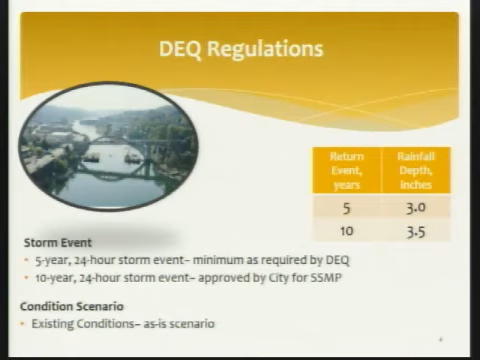 DEQ Regulations
Return Event, years
Rainfall Depth, inches
5 3.0
10 3.5
Storm Event
• 5-year, 24-hour storm event– minimum as required by DEQ
• 10-year, 24-hour storm event– approved by City for SSMP
Condition Scenario
• Existing Conditions– as-is scenario